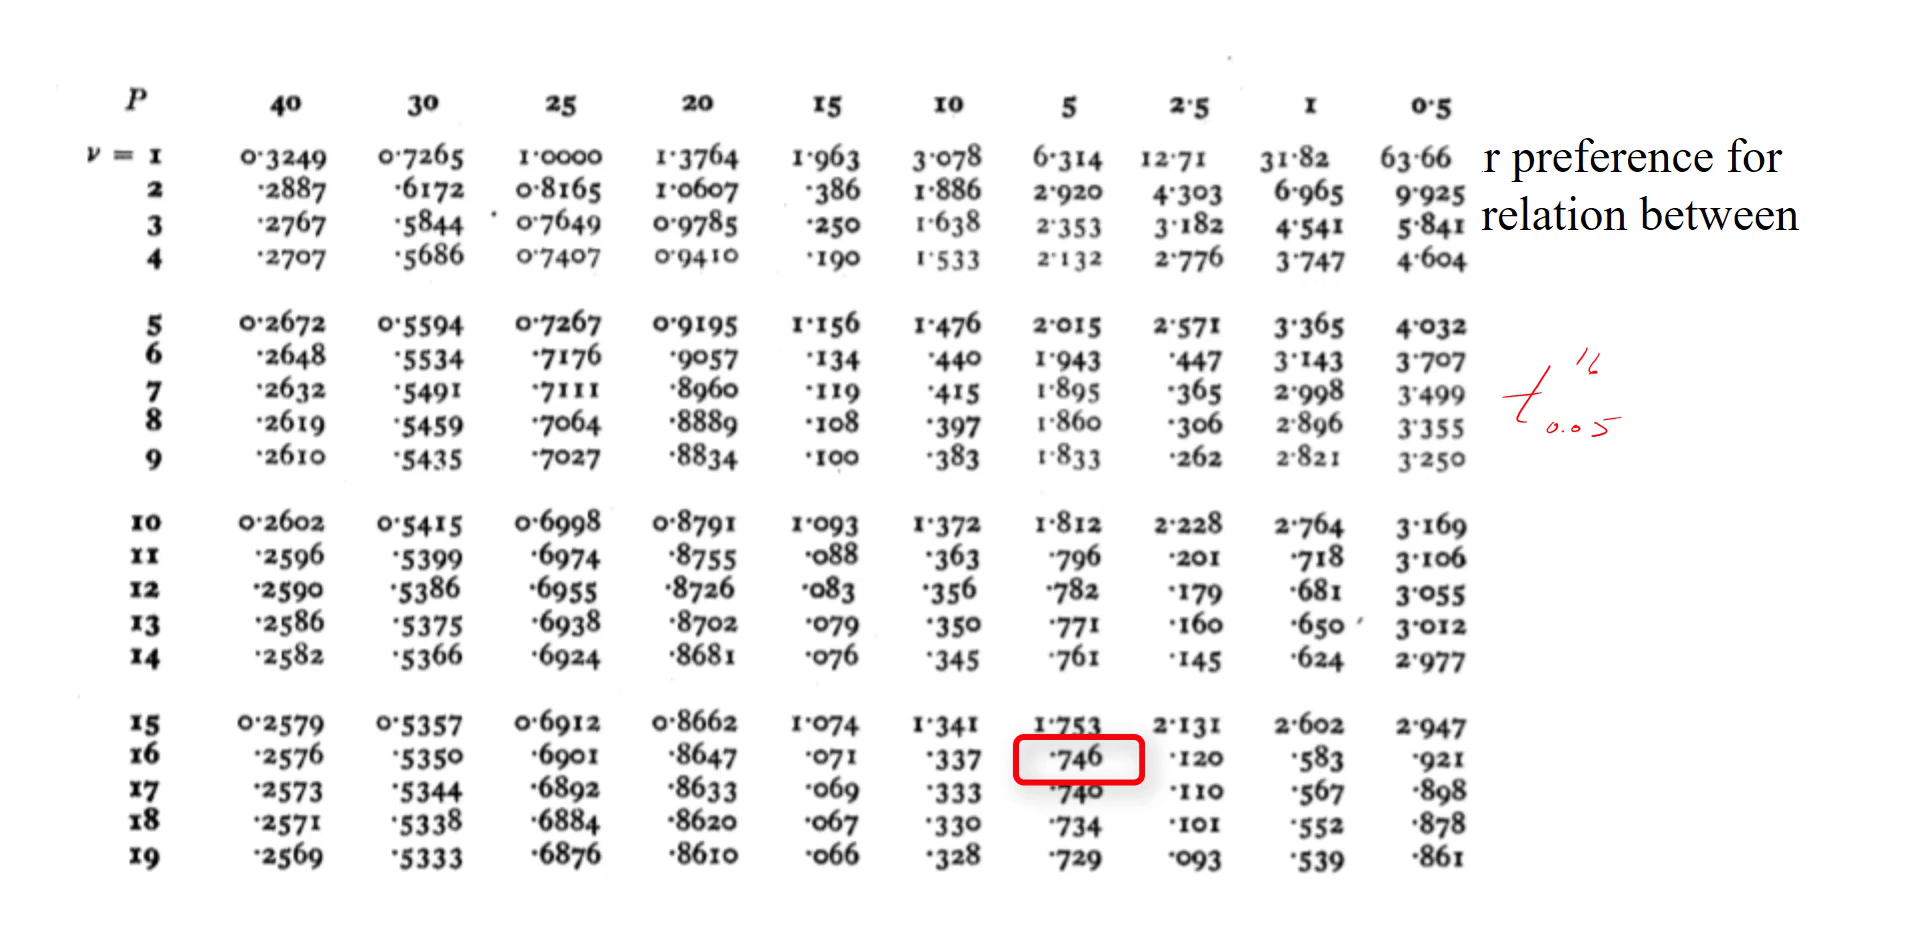 P 40 30 25 20 15 10 5 2·5 1 0·5
ν = 1 0·3249 0·7265 1·0000 1·3764 1·963 3·078 6·314 12·71 31·82 63·66 r preference for
2 ·2887 ·6172 0·8165 1·0607 ·386 1·886 2·920 4·303 6·965 9·925
3 ·2767 ·5844 0·7649 0·9785 ·250 1·638 2·353 3·182 4·541 5·841 relation between
4 ·2707 ·5686 0·7407 0·9410 ·190 1·533 2·132 2·776 3·747 4·604
5 0·2672 0·5594 0·7267 0·9195 1·156 1·476 2·015 2·571 3·365 4·032
6 ·2648 ·5534 ·7176 ·9057 ·134 ·440 1·943 ·447 3·143 3·707
7 ·2632 ·5491 ·7111 ·8960 ·119 ·415 1·895 ·365 2·998 3·499
8 ·2619 ·5459 ·7064 ·8889 ·108 ·397 1·860 ·306 2·896 3·355
9 ·2610 ·5435 ·7027 ·8834 ·100 ·383 1·833 ·262 2·821 3·250
t 16 0.05
10 0·2602 0·5415 0·6998 0·8791 1·093 1·372 1·812 2·228 2·764 3·169
11 ·2596 ·5399 ·6974 ·8755 ·088 ·363 ·796 ·201 ·718 3·106
12 ·2590 ·5386 ·6955 ·8726 ·083 ·356 ·782 ·179 ·681 3·055
13 ·2586 ·5375 ·6938 ·8702 ·079 ·350 ·771 ·160 ·650 3·012
14 ·2582 ·5366 ·6924 ·8681 ·076 ·345 ·761 ·145 ·624 2·977
15 0·2579 0·5357 0·6912 0·8662 1·074 1·341 1·753 2·131 2·602 2·947
16 ·2576 ·5350 ·6901 ·8647 ·071 ·337 ·746 ·120 ·583 ·921
17 ·2573 ·5344 ·6892 ·8633 ·069 ·333 ·740 ·110 ·567 ·898
18 ·2571 ·5338 ·6884 ·8620 ·067 ·330 ·734 ·101 ·552 ·878
19 ·2569 ·5333 ·6876 ·8610 ·066 ·328 ·729 ·093 ·539 ·861